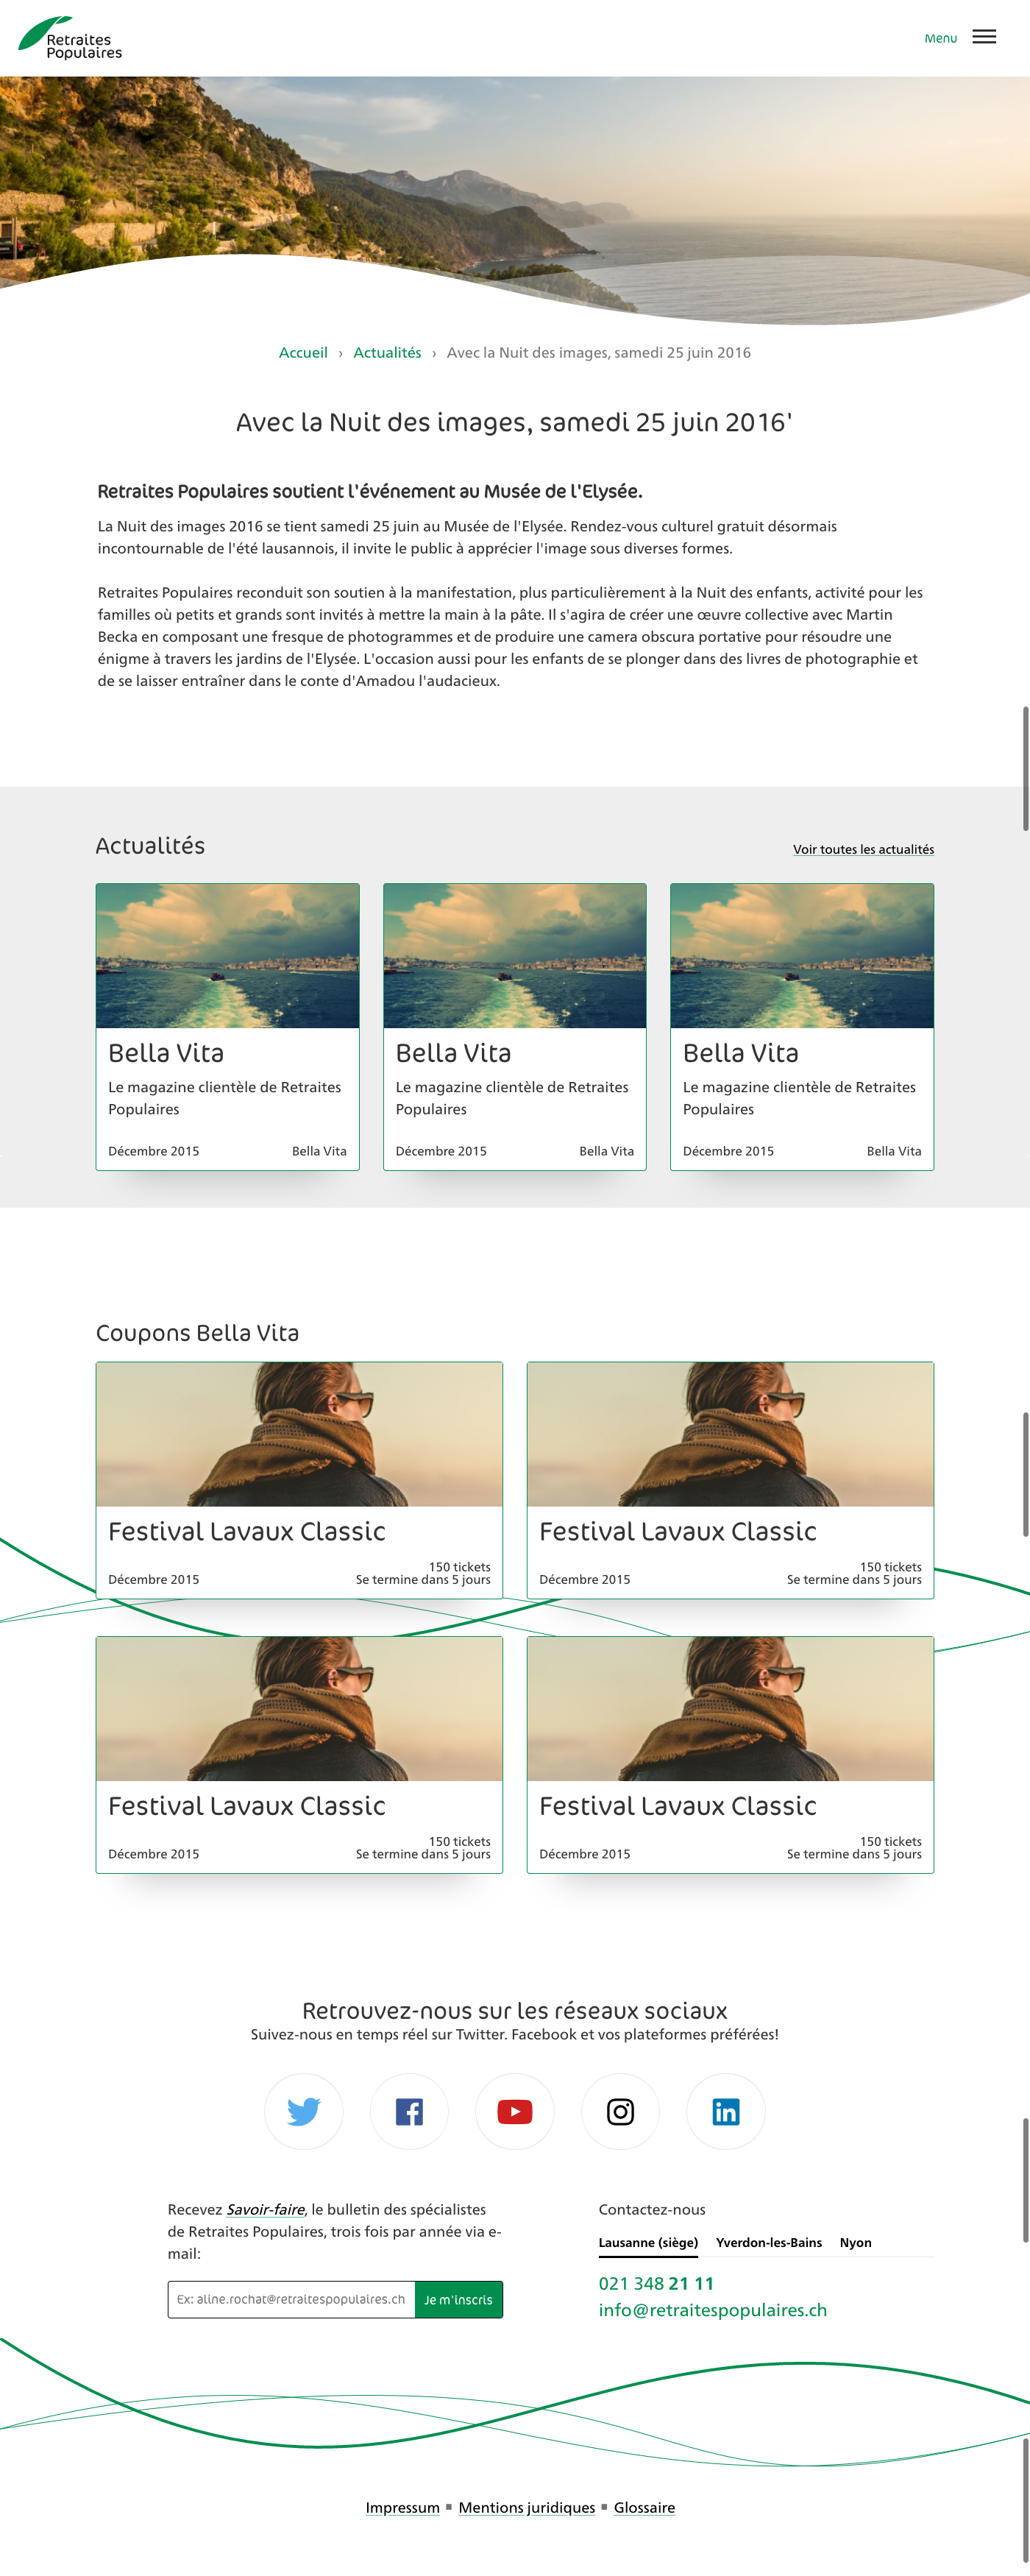 Retraites
Populaires
Menu
Accueil › Actualités › Avec la Nuit des images, samedi 25 juin 2016
Avec la Nuit des images, samedi 25 juin 2016'
Retraites Populaires soutient l'événement au Musée de l'Elysée.
La Nuit des images 2016 se tient samedi 25 juin au Musée de l'Elysée. Rendez-vous culturel gratuit désormais
incontournable de l'été lausannois, il invite le public à apprécier l'image sous diverses formes.
Retraites Populaires reconduit son soutien à la manifestation, plus particulièrement à la Nuit des enfants, activité pour les
familles où petits et grands sont invités à mettre la main à la pâte. Il s'agira de créer une œuvre collective avec Martin
Becka en composant une fresque de photogrammes et de produire une camera obscura portative pour résoudre une
énigme à travers les jardins de l'Elysée. L'occasion aussi pour les enfants de se plonger dans des livres de photographie et
de se laisser entraîner dans le conte d'Amadou l'audacieux.
Actualités
Voir toutes les actualités
Bella Vita
Le magazine clientèle de Retraites
Populaires
Décembre 2015 Bella Vita
Bella Vita
Le magazine clientèle de Retraites
Populaires
Décembre 2015 Bella Vita
Bella Vita
Le magazine clientèle de Retraites
Populaires
Décembre 2015 Bella Vita
Coupons Bella Vita
Festival Lavaux Classic
150 tickets
Décembre 2015 Se termine dans 5 jours
Festival Lavaux Classic
150 tickets
Décembre 2015 Se termine dans 5 jours
Festival Lavaux Classic
150 tickets
Décembre 2015 Se termine dans 5 jours
Festival Lavaux Classic
150 tickets
Décembre 2015 Se termine dans 5 jours
Retrouvez-nous sur les réseaux sociaux
Suivez-nous en temps réel sur Twitter. Facebook et vos plateformes préférées!
Recevez Savoir-faire, le bulletin des spécialistes
de Retraites Populaires, trois fois par année via e-
mail:
Ex: aline.rochat@retraitespopulaires.ch Je m'inscris
Contactez-nous
Lausanne (siège) Yverdon-les-Bains Nyon
021 348 21 11
info@retraitespopulaires.ch
Impressum ▪ Mentions juridiques ▪ Glossaire